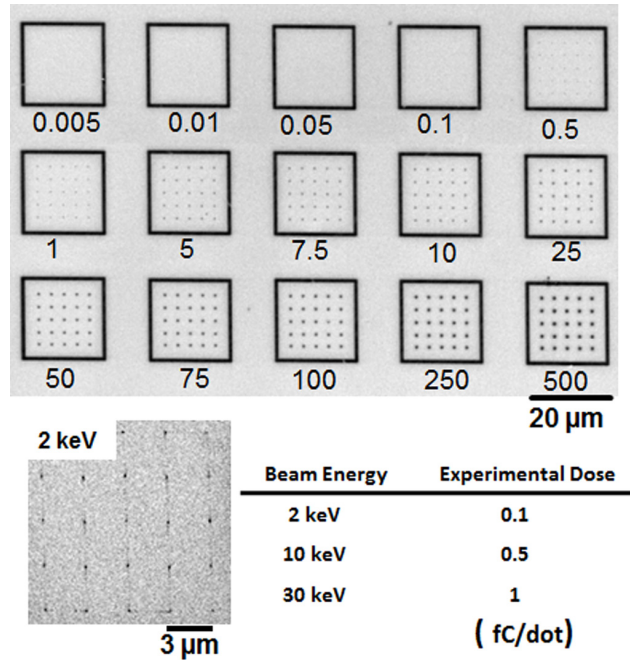 0.005 0.01 0.05 0.1 0.5
1 5 7.5 10 25
50 75 100 250 500
20 µm
2 keV
3 µm
Beam Energy Experimental Dose
2 keV 0.1
10 keV 0.5
30 keV 1
( fC/dot)